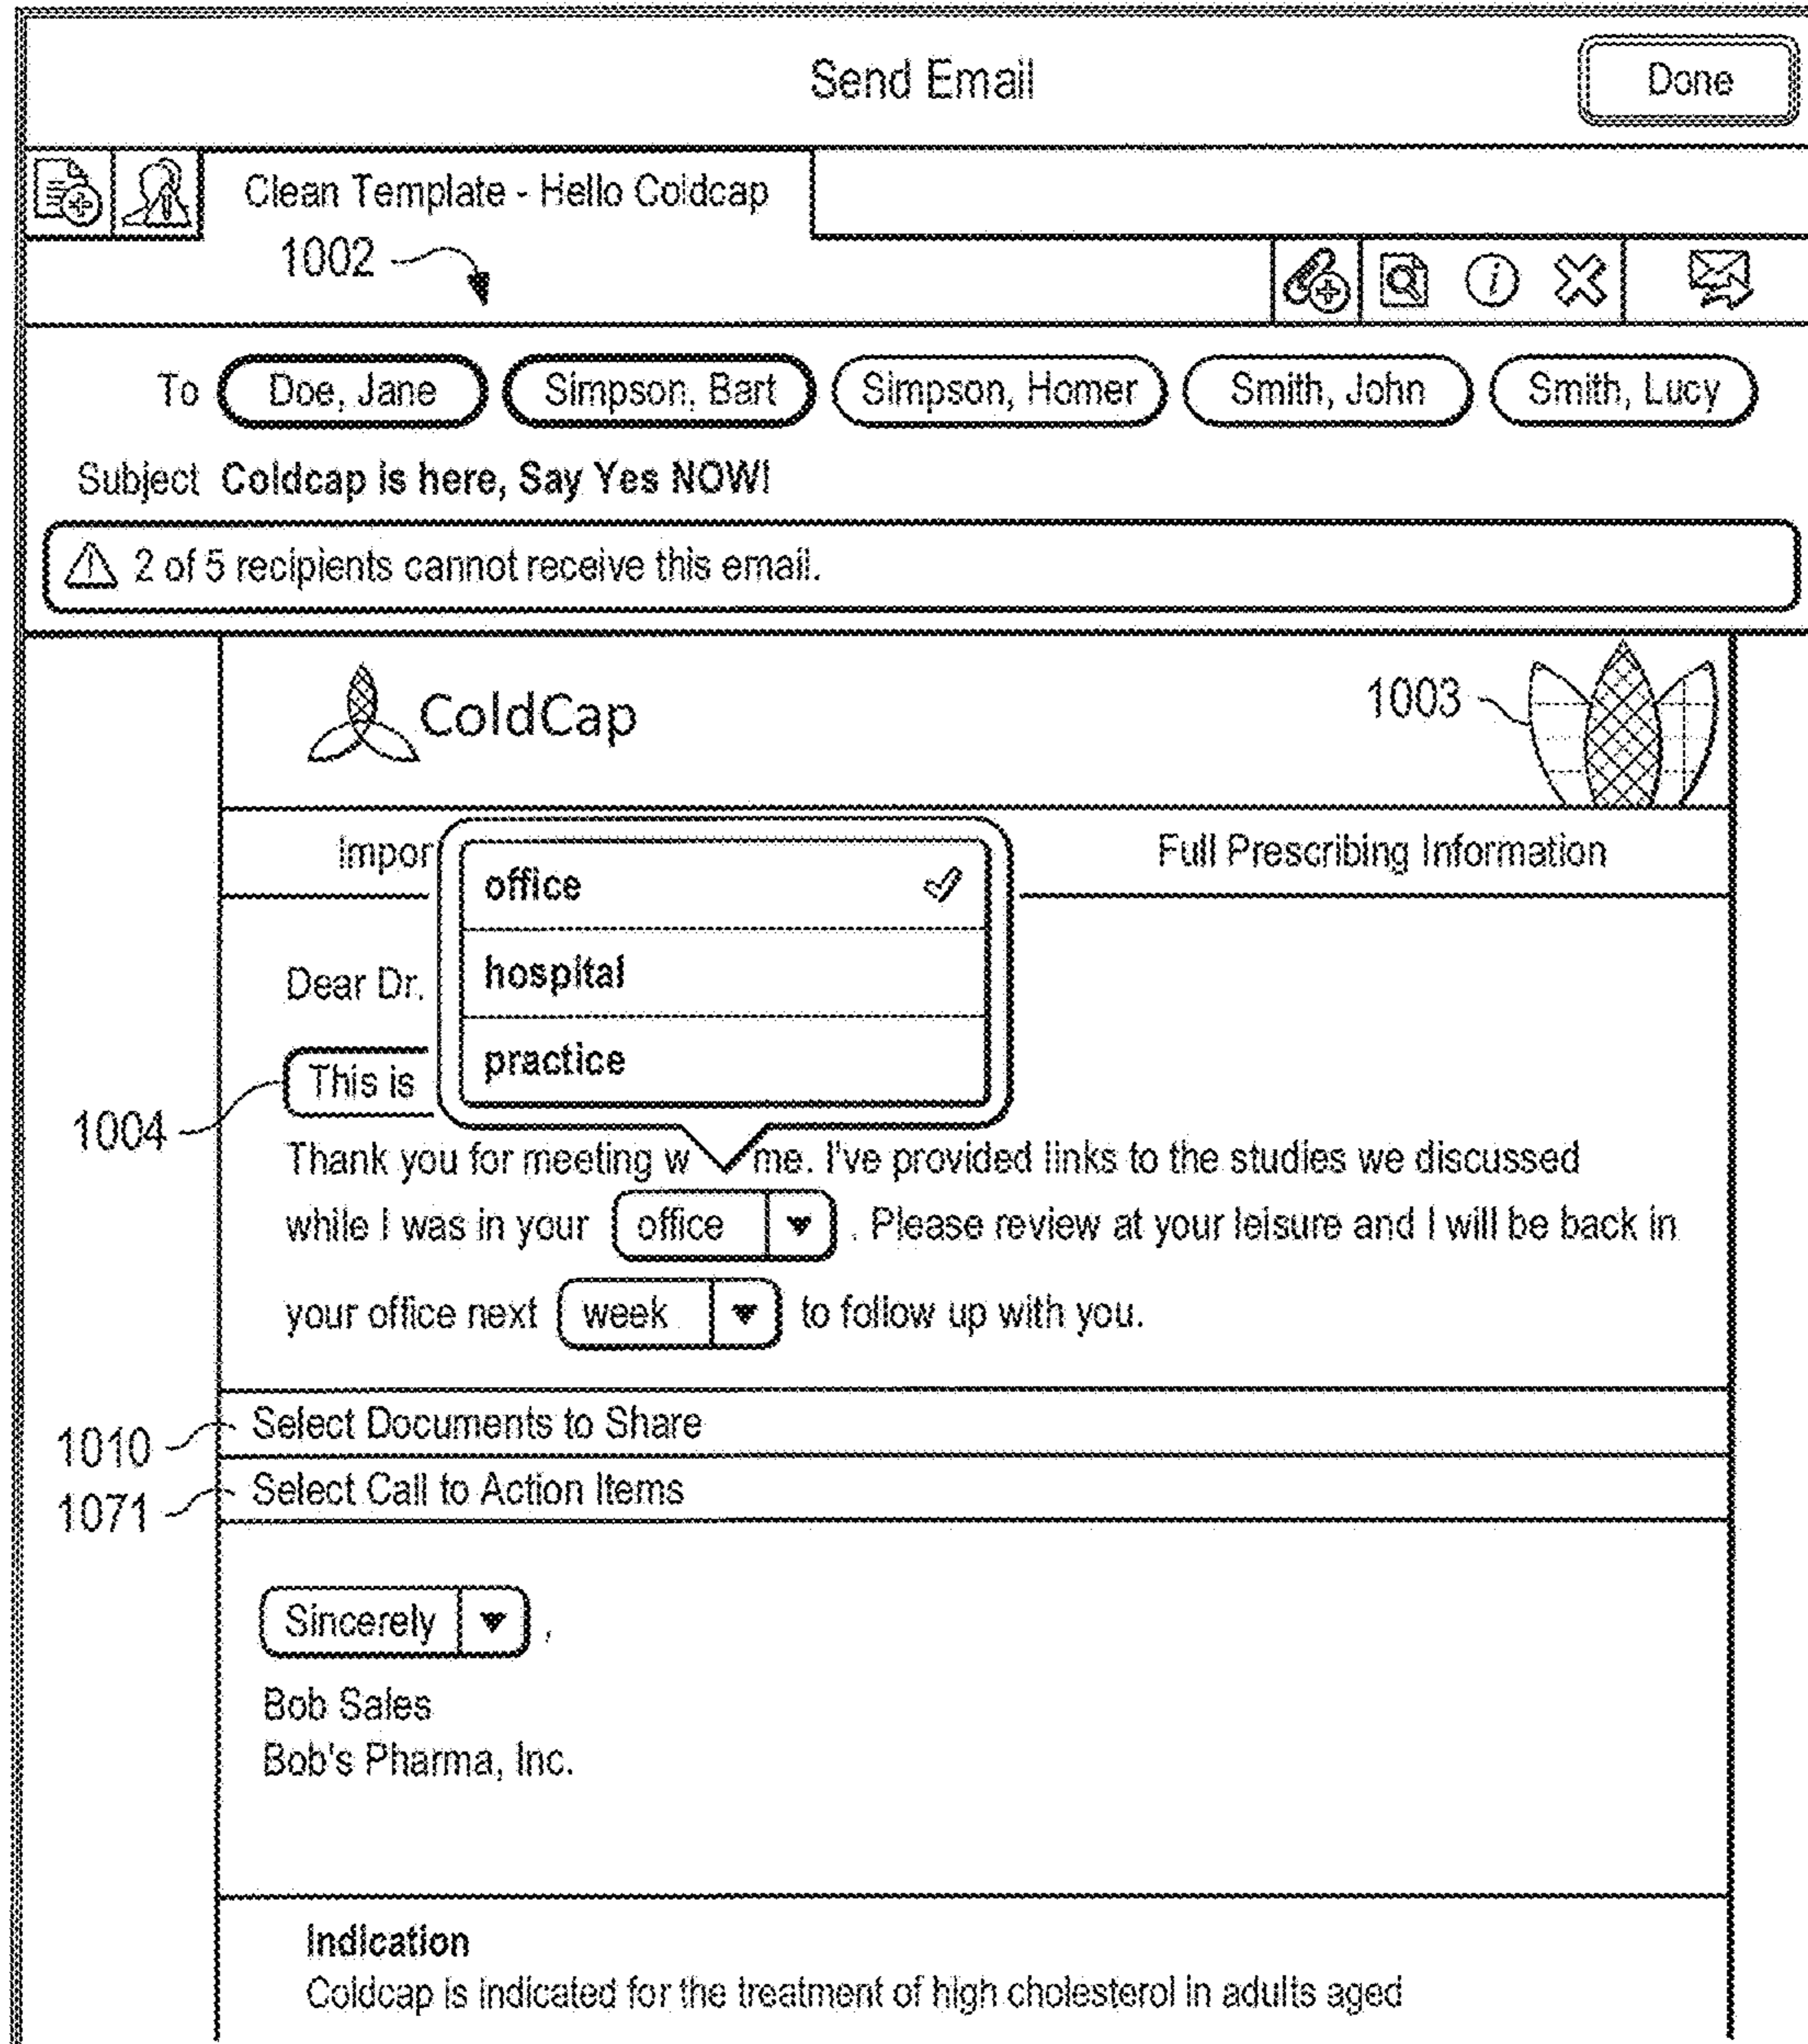 Send Email
Done
Clean Template - Hello Coldcap
1002
To Doe, Jane Simpson, Bart Simpson, Homer Smith, John Smith, Lucy
Subject Coldcap is here, Say Yes NOW!
2 of 5 recipients cannot receive this email.
ColdCap
1003
Impor
Full Prescribing Information
office
hospital
practice
Dear Dr.
This is
1004
Thank you for meeting w me. I've provided links to the studies we discussed
while I was in your office . Please review at your leisure and I will be back in
your office next week to follow up with you.
1010 Select Documents to Share
1071 Select Call to Action Items
Sincerely ,
Bob Sales
Bob's Pharma, Inc.
Indication
Coldcap is indicated for the treatment of high cholesterol in adults aged